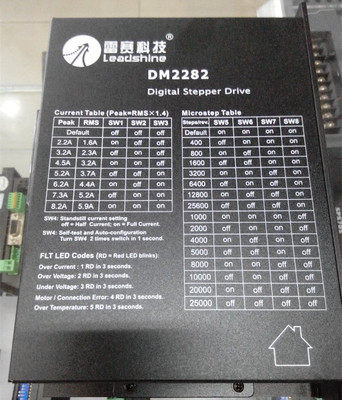 雷赛科技
Leadshine
DM2282
Digital Stepper Drive
Current Table (Peak=RMS×1.4)
Peak RMS SW1 SW2 SW3
Default off off off
2.2A 1.6A on off off
3.2A 2.3A off on off
4.5A 3.2A on on off
5.2A 3.7A off off on
6.2A 4.4A on off on
7.3A 5.2A off on on
8.2A 5.9A on on on
SW4: Standstill current setting
off = Half Current; on = Full Current.
SW4: Self-test and Auto-configuration
Turn SW4 2 times switch in 1 second.
FLT LED Codes (RD = Red LED blinks):
Over Current : 1 RD in 3 seconds.
Over Voltage : 2 RD in 3 seconds.
Under Voltage : 3 RD in 3 seconds.
Motor / Connection Error: 4 RD in 3 seconds.
Over Temperature : 5 RD in 3 seconds.
Microstep Table
Steps/rev. SW5 SW6 SW7 SW8
Default on on on on
400 off on on on
800 on off on on
1600 off off on on
3200 on on off on
6400 off on off on
12800 on off off on
25600 off off off on
1000 on on on off
2000 off on on off
4000 on off on off
5000 off off on off
8000 on on off off
10000 off on off off
20000 on off off off
25000 off off off off